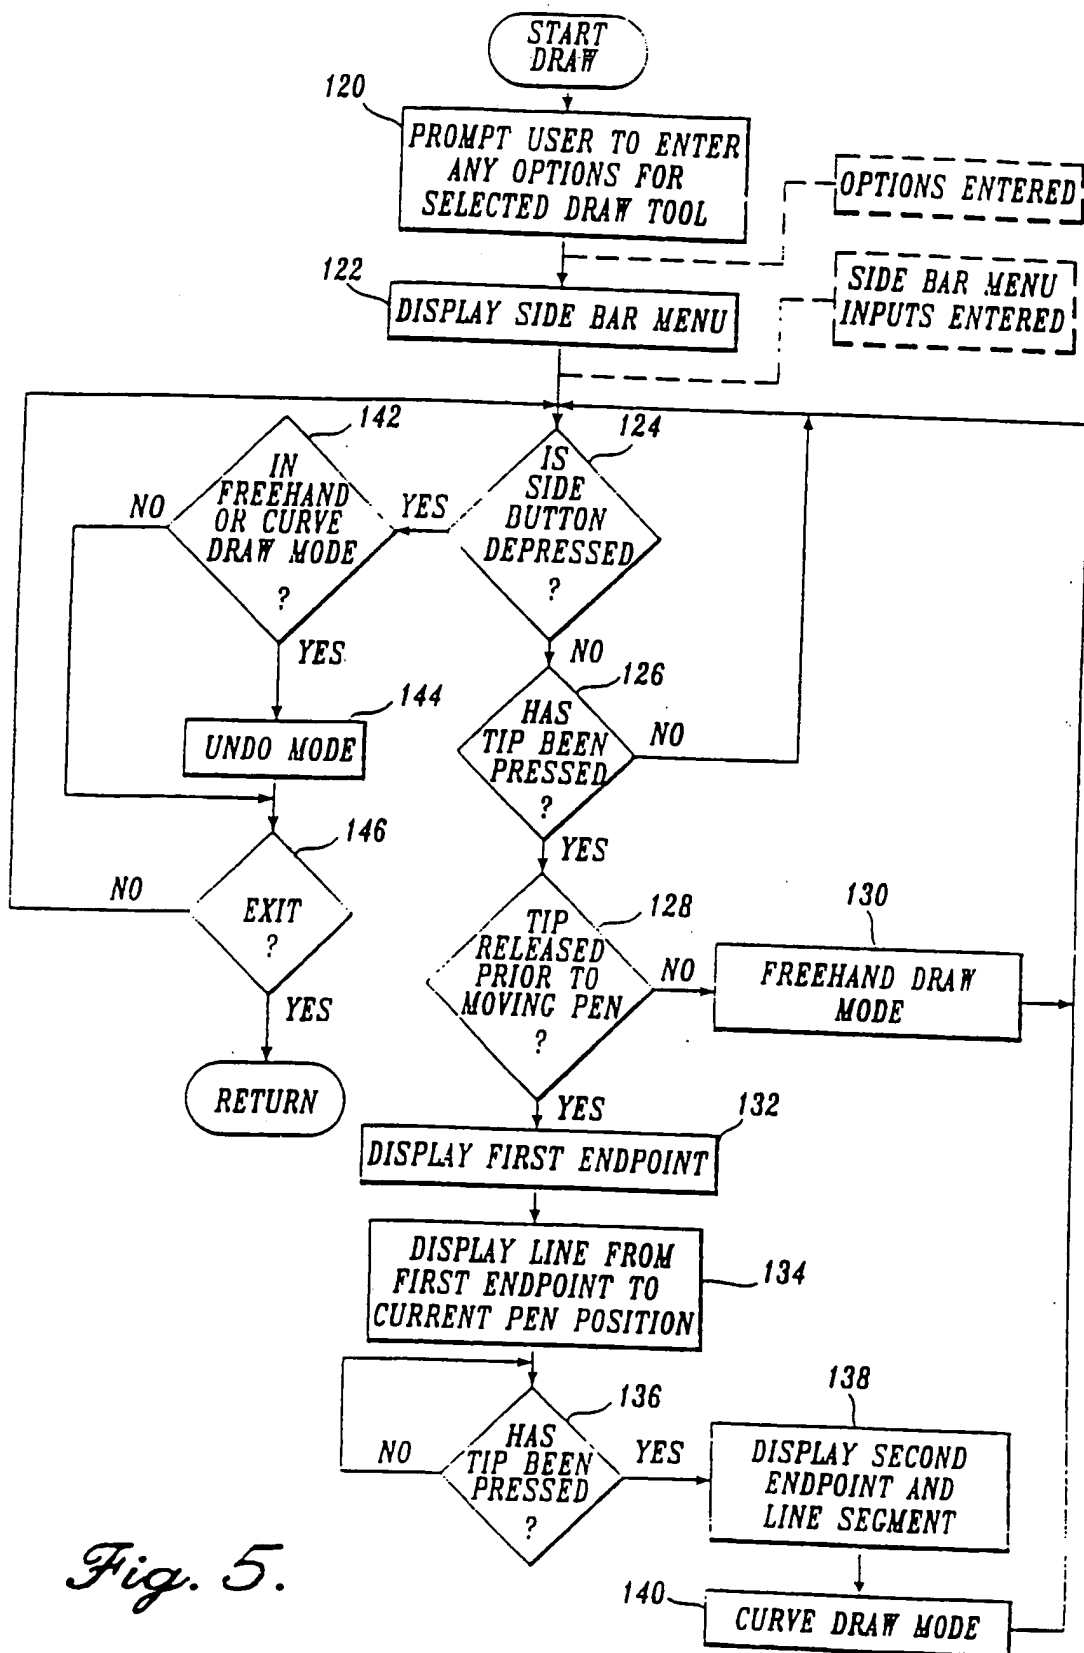 START
DRAW
120
PROMPT USER TO ENTER
ANY OPTIONS FOR
SELECTED DRAW TOOL
OPTIONS ENTERED
122
DISPLAY SIDE BAR MENU
SIDE BAR MENU
INPUTS ENTERED
142
IN
FREEHAND
OR CURVE
DRAW MODE
?
NO
YES
124
IS
SIDE
BUTTON
DEPRESSED
?
YES
NO
144
UNDO MODE
126
HAS
TIP BEEN
PRESSED
?
NO
YES
146
EXIT
?
NO
YES
RETURN
128
TIP
RELEASED
PRIOR TO
MOVING PEN
?
NO
130
FREEHAND DRAW
MODE
YES
132
DISPLAY FIRST ENDPOINT
DISPLAY LINE FROM
FIRST ENDPOINT TO
CURRENT PEN POSITION
134
136
HAS
TIP BEEN
PRESSED
?
NO
YES
138
DISPLAY SECOND
ENDPOINT AND
LINE SEGMENT
140
CURVE DRAW MODE
Fig. 5.